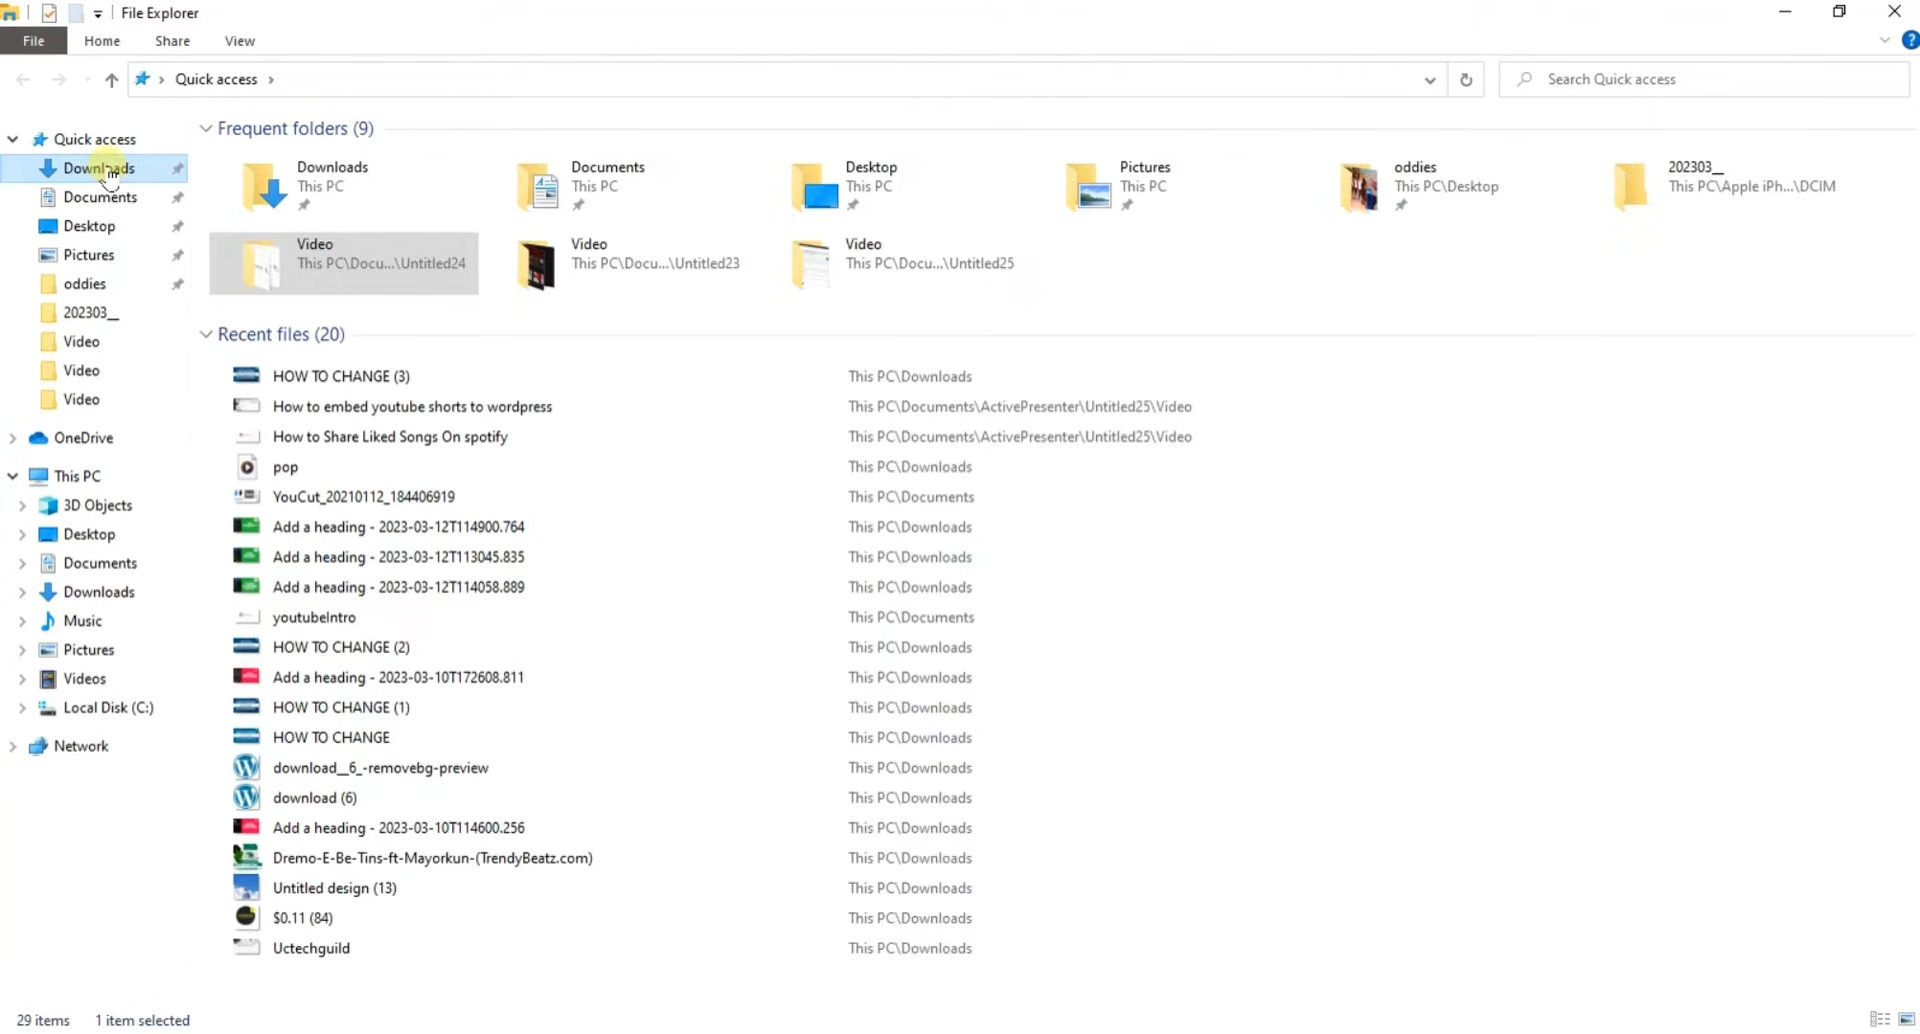 File Explorer
File Home Share View
Quick access
Search Quick access
Quick access
Downloads
Documents
Desktop
Pictures
oddies
202303__
Video
Video
Video
OneDrive
This PC
3D Objects
Desktop
Documents
Downloads
Music
Pictures
Videos
Local Disk (C:)
Network
Frequent folders (9)
Downloads
This PC
Documents
This PC
Desktop
This PC
Pictures
This PC
oddies
This PC\Desktop
202303__
This PC\Apple iPh...\DCIM
Video
This PC\Docu...\Untitled24
Video
This PC\Docu...\Untitled23
Video
This PC\Docu...\Untitled25
Recent files (20)
HOW TO CHANGE (3) This PC\Downloads
How to embed youtube shorts to wordpress This PC\Documents\ActivePresenter\Untitled25\Video
How to Share Liked Songs On spotify This PC\Documents\ActivePresenter\Untitled25\Video
pop This PC\Downloads
YouCut_20210112_184406919 This PC\Documents
Add a heading - 2023-03-12T114900.764 This PC\Downloads
Add a heading - 2023-03-12T113045.835 This PC\Downloads
Add a heading - 2023-03-12T114058.889 This PC\Downloads
youtubeIntro This PC\Documents
HOW TO CHANGE (2) This PC\Downloads
Add a heading - 2023-03-10T172608.811 This PC\Downloads
HOW TO CHANGE (1) This PC\Downloads
HOW TO CHANGE This PC\Downloads
download__6_-removebg-preview This PC\Downloads
download (6) This PC\Downloads
Add a heading - 2023-03-10T114600.256 This PC\Downloads
Dremo-E-Be-Tins-ft-Mayorkun-(TrendyBeatz.com) This PC\Downloads
Untitled design (13) This PC\Downloads
$0.11 (84) This PC\Downloads
Uctechguild This PC\Downloads
29 items 1 item selected